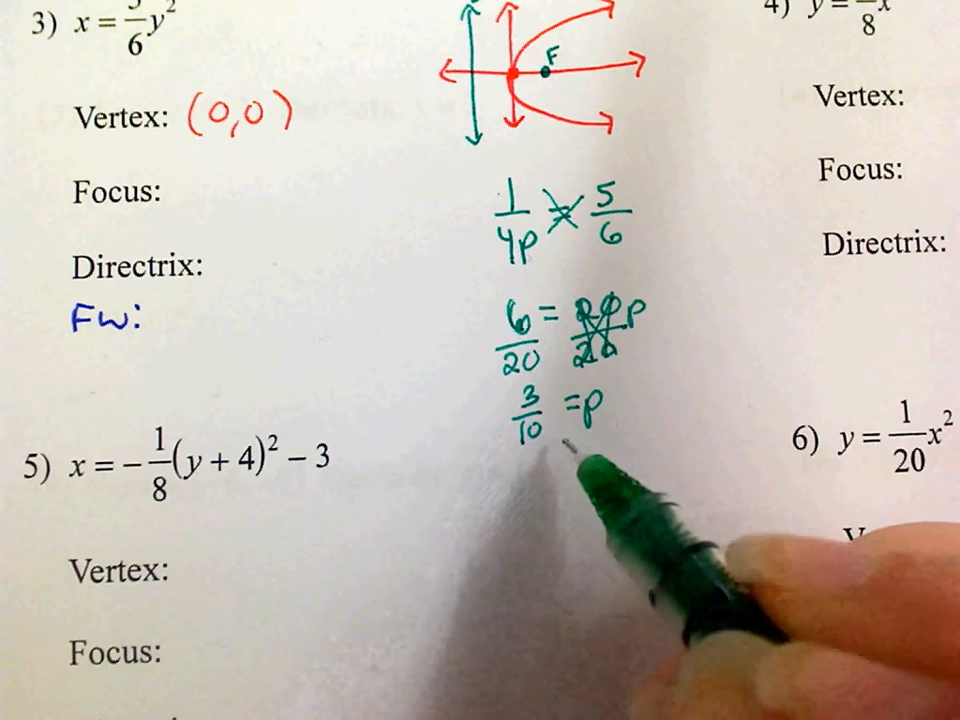 3) x = 5/6 y²
Vertex: (0,0)
Focus:
Directrix:
FW:
F
1/4p = 5/6
6/20 = 20/20 p
3/10 = p
4) y = /8 x
Vertex:
Focus:
Directrix:
5) x = -1/8 (y + 4)² - 3
Vertex:
Focus:
6) y = 1/20 x²